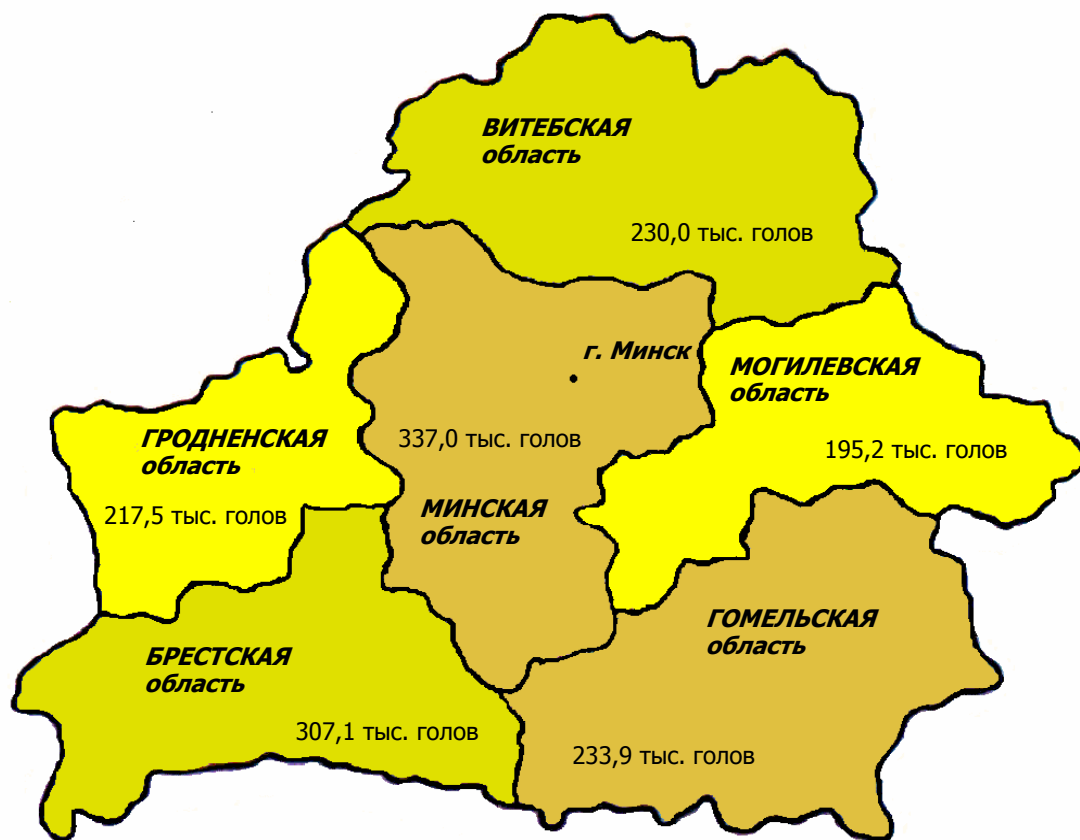 ВИТЕБСКАЯ
область
230,0 тыс. голов
г. Минск
МОГИЛЕВСКАЯ
область
195,2 тыс. голов
ГРОДНЕНСКАЯ
область
217,5 тыс. голов
337,0 тыс. голов
МИНСКАЯ
область
ГОМЕЛЬСКАЯ
область
233,9 тыс. голов
БРЕСТСКАЯ
область
307,1 тыс. голов